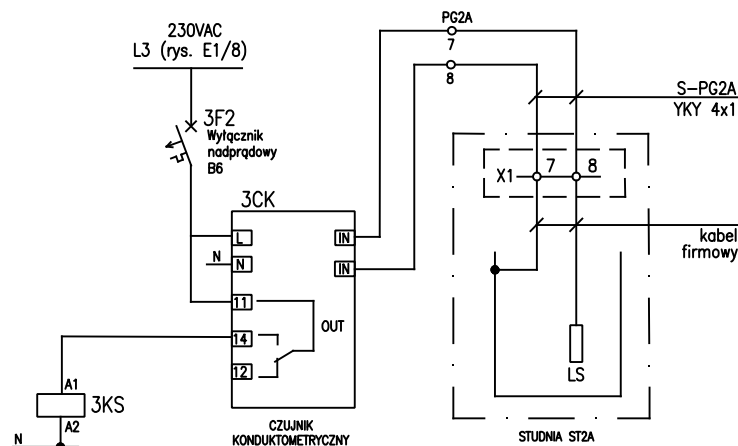 230VAC
L3 (rys. E1/8)
3F2
Wyłącznik
nadprądowy
B6
PG2A
7
8
S-PG2A
YKY 4x1
X1
7
8
kabel
firmowy
3CK
L
IN
N
N
IN
11
OUT
14
12
A1
3KS
A2
N
LS
CZUJNIK
KONDUKTOMETRYCZNY
STUDNIA ST2A